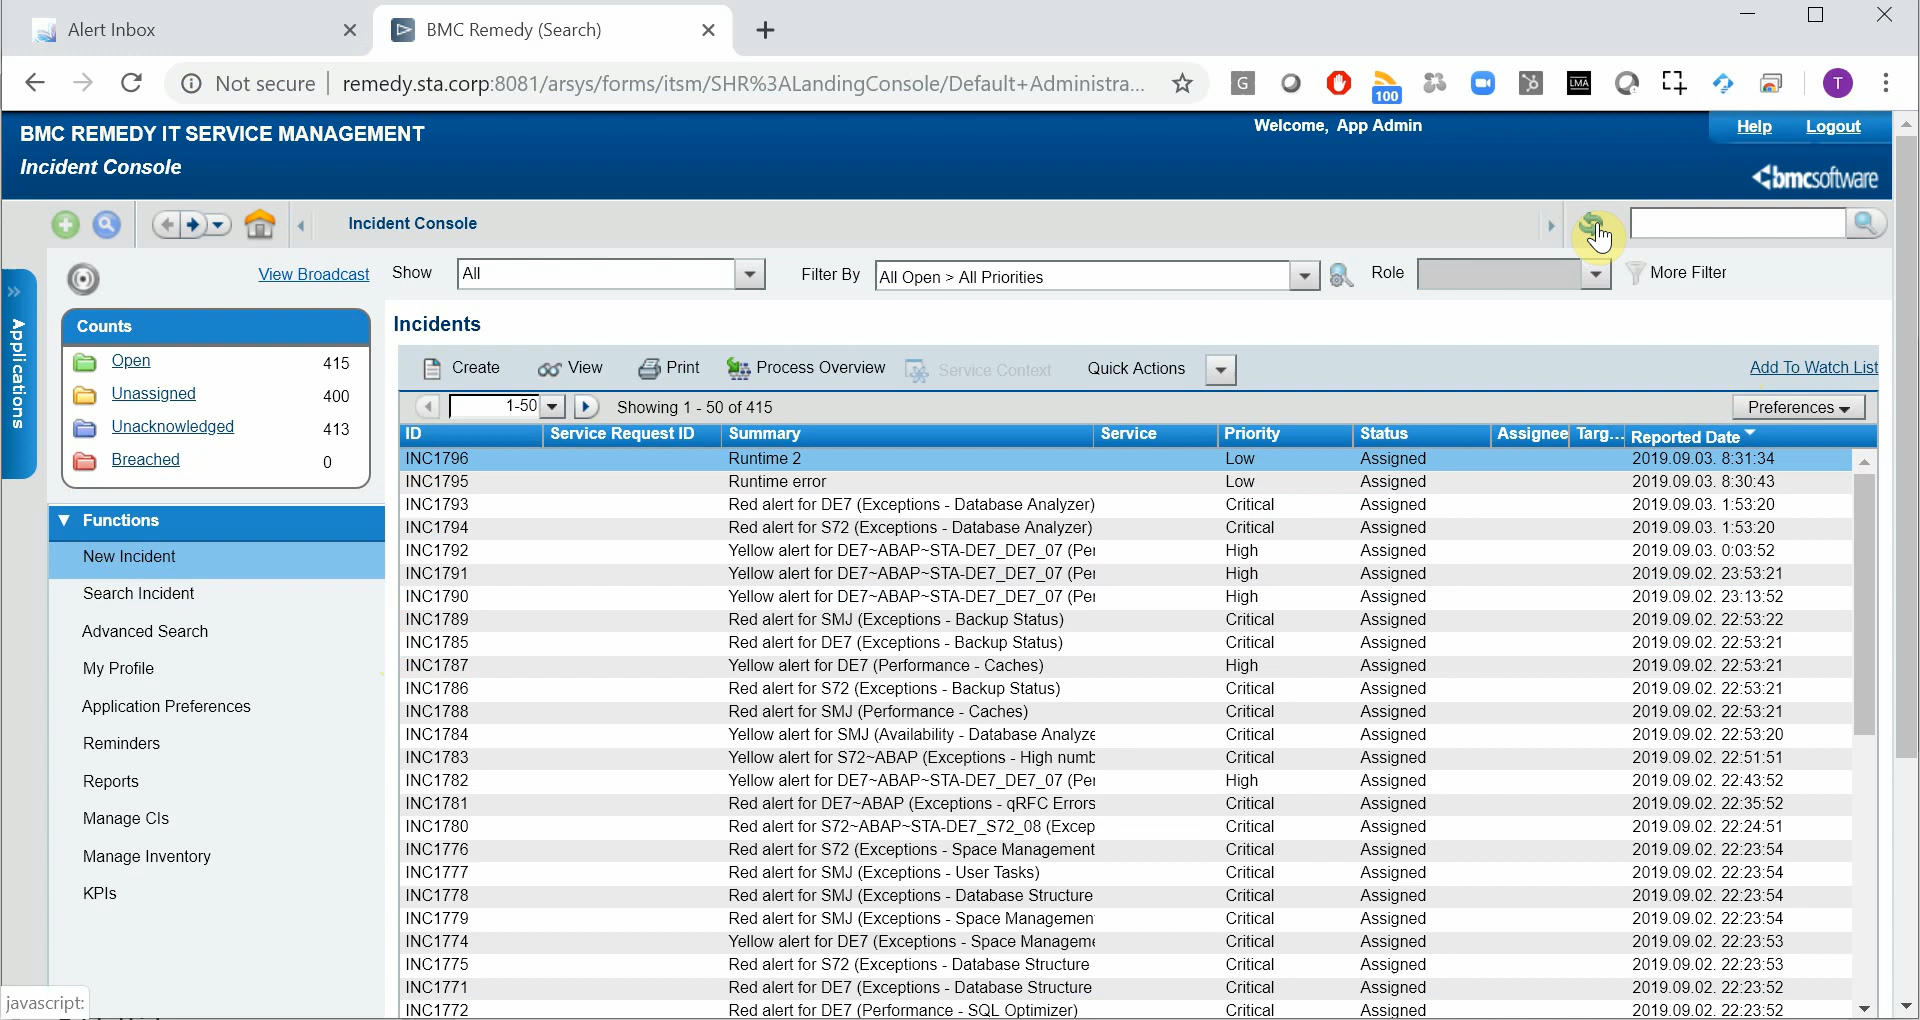 Alert Inbox
BMC Remedy (Search)
Not secure
remedy.sta.corp:8081/arsys/forms/itsm/SHR%3ALandingConsole/Default+Administra...
G
100
LMA
T
BMC REMEDY IT SERVICE MANAGEMENT
Welcome, App Admin
Help Logout
Incident Console
bmcsoftware
Incident Console
View Broadcast
Show All
Filter By All Open > All Priorities
Role
More Filter
Applications
Counts
Open 415
Unassigned 400
Unacknowledged 413
Breached 0
Functions
New Incident
Search Incident
Advanced Search
My Profile
Application Preferences
Reminders
Reports
Manage CIs
Manage Inventory
KPIs
javascript:
Incidents
Create View Print Process Overview Service Context Quick Actions Add To Watch List
1-50 Showing 1 - 50 of 415 Preferences
ID Service Request ID Summary Service Priority Status Assignee Targ... Reported Date
INC1796 Runtime 2 Low Assigned 2019.09.03. 8:31:34
INC1795 Runtime error Low Assigned 2019.09.03. 8:30:43
INC1793 Red alert for DE7 (Exceptions - Database Analyzer) Critical Assigned 2019.09.03. 1:53:20
INC1794 Red alert for S72 (Exceptions - Database Analyzer) Critical Assigned 2019.09.03. 1:53:20
INC1792 Yellow alert for DE7~ABAP~STA-DE7_DE7_07 (Per High Assigned 2019.09.03. 0:03:52
INC1791 Yellow alert for DE7~ABAP~STA-DE7_DE7_07 (Per High Assigned 2019.09.02. 23:53:21
INC1790 Yellow alert for DE7~ABAP~STA-DE7_DE7_07 (Per High Assigned 2019.09.02. 23:13:52
INC1789 Red alert for SMJ (Exceptions - Backup Status) Critical Assigned 2019.09.02. 22:53:22
INC1785 Red alert for DE7 (Exceptions - Backup Status) Critical Assigned 2019.09.02. 22:53:21
INC1787 Yellow alert for DE7 (Performance - Caches) High Assigned 2019.09.02. 22:53:21
INC1786 Red alert for S72 (Exceptions - Backup Status) Critical Assigned 2019.09.02. 22:53:21
INC1788 Red alert for SMJ (Performance - Caches) Critical Assigned 2019.09.02. 22:53:21
INC1784 Yellow alert for SMJ (Availability - Database Analyze Critical Assigned 2019.09.02. 22:53:20
INC1783 Yellow alert for S72~ABAP (Exceptions - High numb Critical Assigned 2019.09.02. 22:51:51
INC1782 Yellow alert for DE7~ABAP~STA-DE7_DE7_07 (Per High Assigned 2019.09.02. 22:43:52
INC1781 Red alert for DE7~ABAP (Exceptions - qRFC Errors Critical Assigned 2019.09.02. 22:35:52
INC1780 Red alert for S72~ABAP~STA-DE7_S72_08 (Excep Critical Assigned 2019.09.02. 22:24:51
INC1776 Red alert for S72 (Exceptions - Space Management Critical Assigned 2019.09.02. 22:23:54
INC1777 Red alert for SMJ (Exceptions - User Tasks) Critical Assigned 2019.09.02. 22:23:54
INC1778 Red alert for SMJ (Exceptions - Database Structure Critical Assigned 2019.09.02. 22:23:54
INC1779 Red alert for SMJ (Exceptions - Space Managemen Critical Assigned 2019.09.02. 22:23:54
INC1774 Yellow alert for DE7 (Exceptions - Space Manageme Critical Assigned 2019.09.02. 22:23:53
INC1775 Red alert for S72 (Exceptions - Database Structure Critical Assigned 2019.09.02. 22:23:53
INC1771 Red alert for DE7 (Exceptions - Database Structure Critical Assigned 2019.09.02. 22:23:52
INC1772 Red alert for DE7 (Performance - SQL Optimizer) Critical Assigned 2019.09.02. 22:23:52